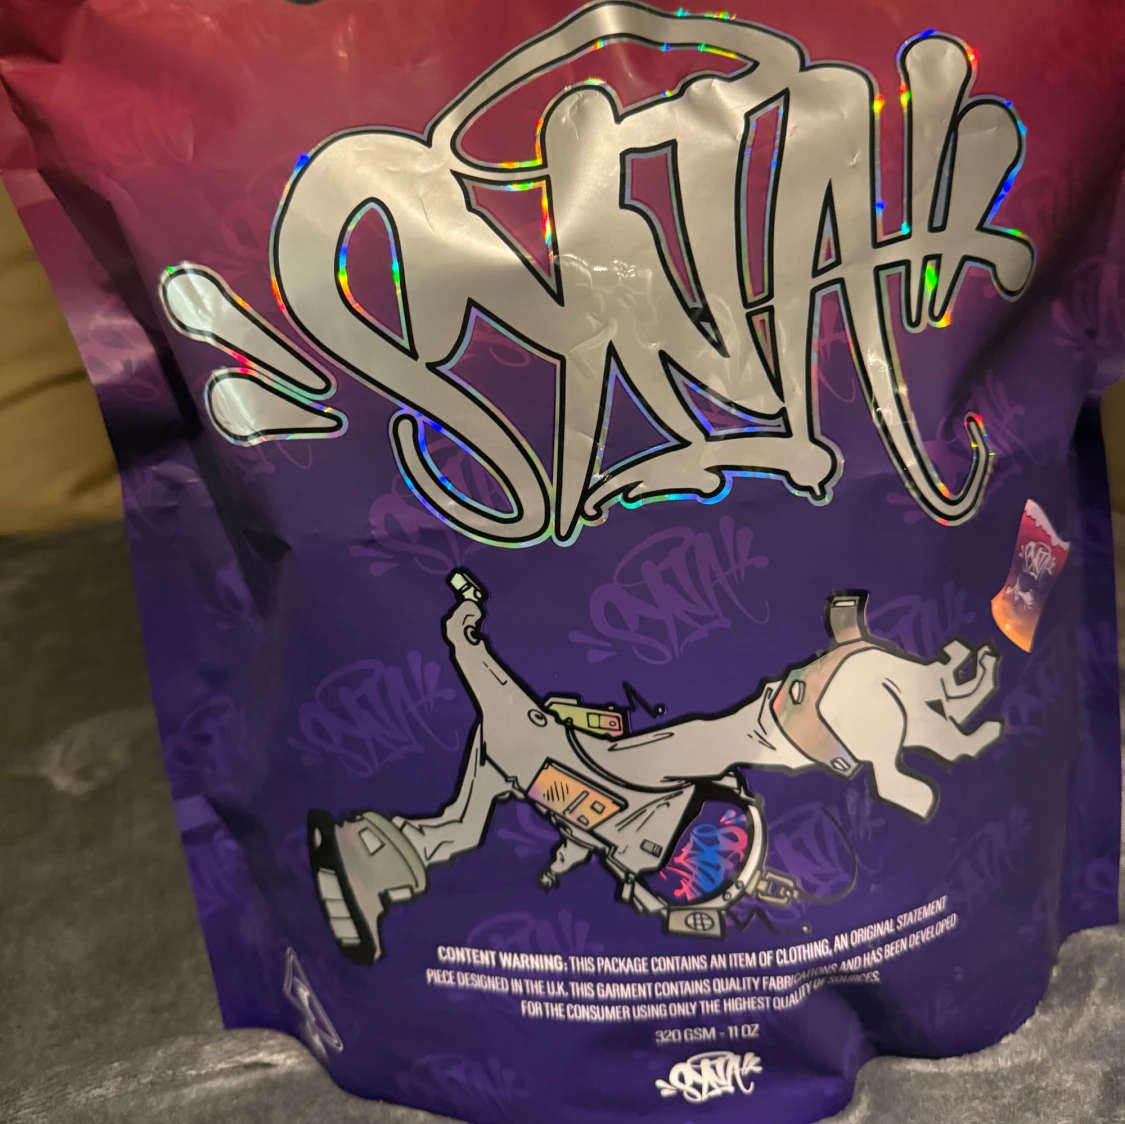 SYNA
CONTENT WARNING: THIS PACKAGE CONTAINS AN ITEM OF CLOTHING, AN ORIGINAL STATEMENT
PIECE DESIGNED IN THE U.K. THIS GARMENT CONTAINS QUALITY FABRICATIONS AND HAS BEEN DEVELOPED
FOR THE CONSUMER USING ONLY THE HIGHEST QUALITY OF SOURCES.
320 GSM - 11 OZ
SYNA